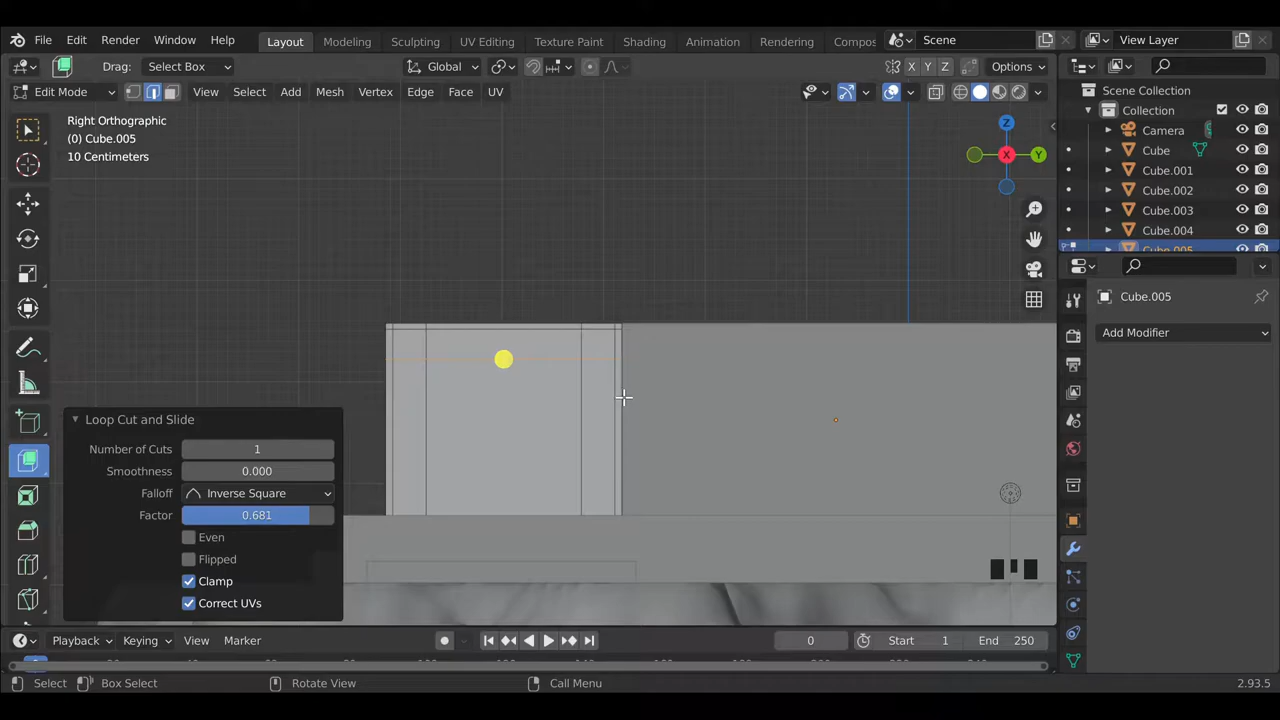 File Edit Render Window Help Layout Modeling Sculpting UV Editing Texture Paint Shading Animation Rendering Compos Scene View Layer
Drag: Select Box Global X Y Z Options
Edit Mode View Select Add Mesh Vertex Edge Face UV
Right Orthographic
(0) Cube.005
10 Centimeters
Z
X
Y
Scene Collection
Collection
Camera
Cube
Cube.001
Cube.002
Cube.003
Cube.004
Cube.005
Cube.005
Add Modifier
Loop Cut and Slide
Number of Cuts 1
Smoothness 0.000
Falloff Inverse Square
Factor 0.681
Even
Flipped
Clamp
Correct UVs
Playback Keying View Marker 0 Start 1 End 250
Select Box Select Rotate View Call Menu 2.93.5